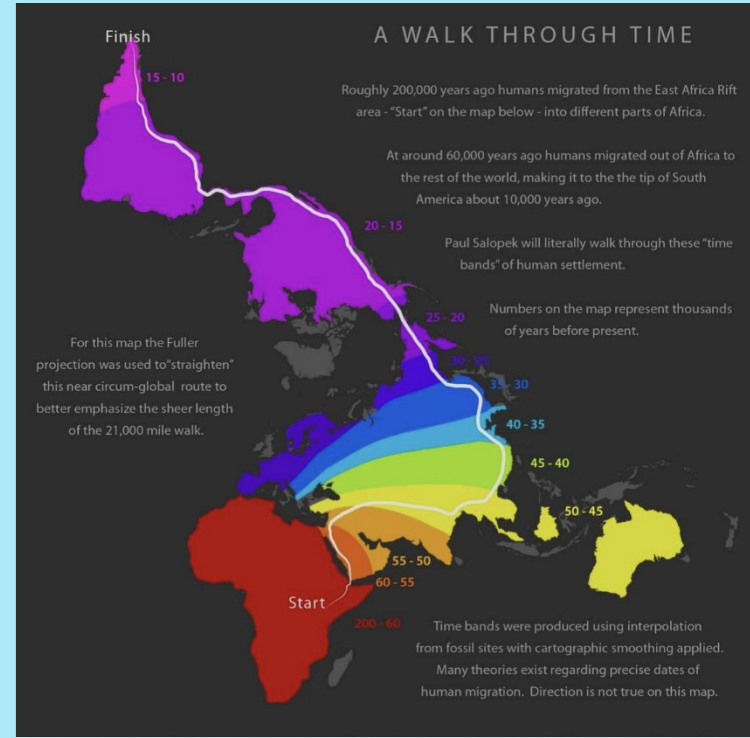 A WALK THROUGH TIME
Finish
15 - 10
Roughly 200,000 years ago humans migrated from the East Africa Rift
area - "Start" on the map below - into different parts of Africa.
At around 60,000 years ago humans migrated out of Africa to
the rest of the world, making it to the the tip of South
America about 10,000 years ago.
20 - 15
Paul Salopek will literally walk through these "time
bands" of human settlement.
25 - 20
Numbers on the map represent thousands
of years before present.
For this map the Fuller
projection was used to "straighten"
this near circum-global route to
better emphasize the sheer length
of the 21,000 mile walk.
30 - 25
35 - 30
40 - 35
45 - 40
50 - 45
55 - 50
60 - 55
Start
200 - 60
Time bands were produced using interpolation
from fossil sites with cartographic smoothing applied.
Many theories exist regarding precise dates of
human migration. Direction is not true on this map.